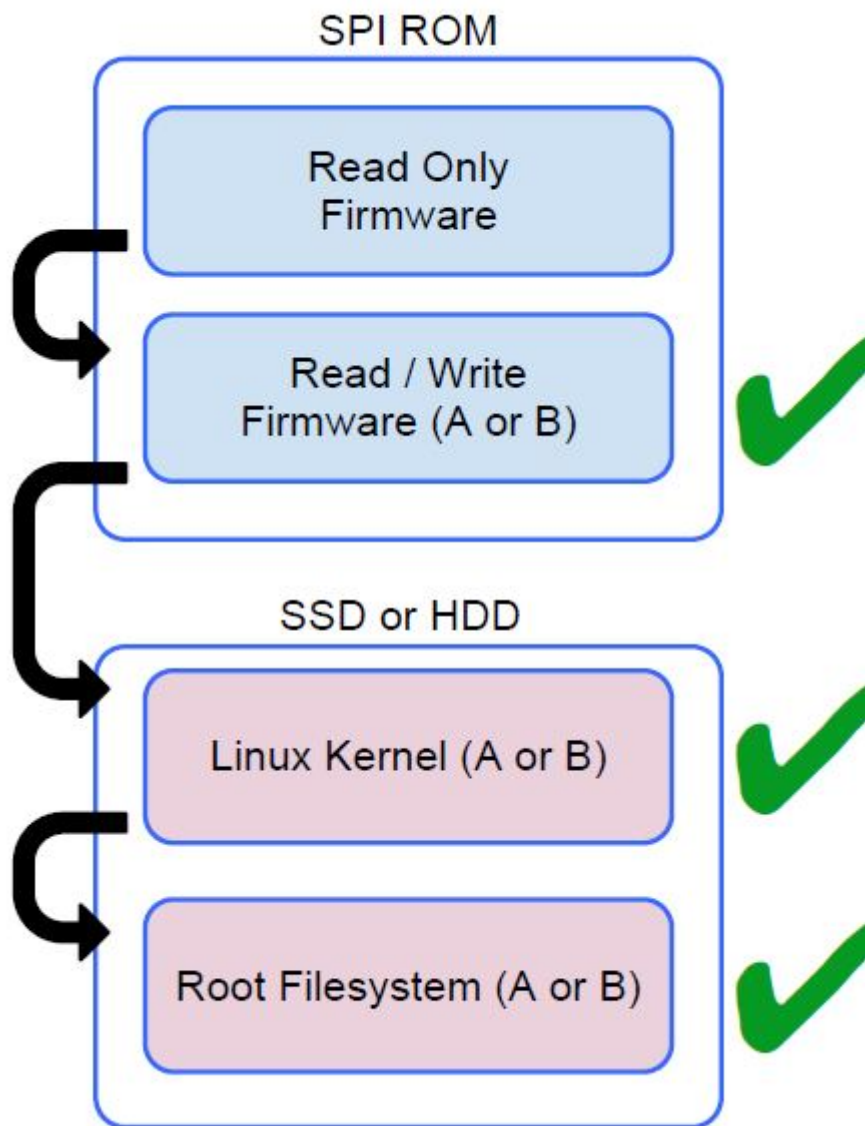 SPI ROM
Read Only
Firmware
Read / Write
Firmware (A or B)
SSD or HDD
Linux Kernel (A or B)
Root Filesystem (A or B)